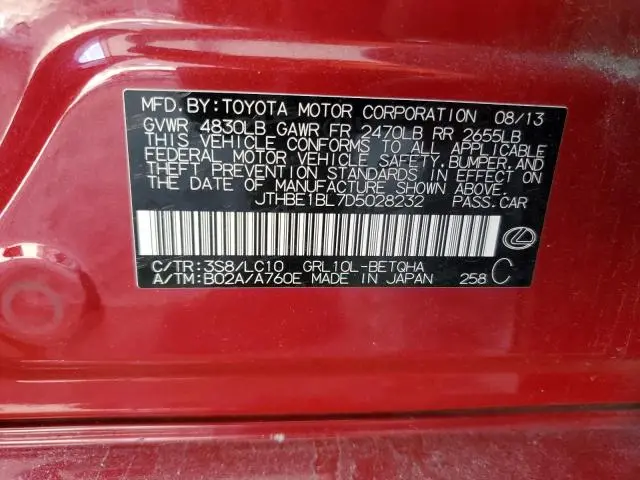 MFD. BY: TOYOTA MOTOR CORPORATION 08/13
GVWR 4830LB GAWR FR 2470LB RR 2655LB
THIS VEHICLE CONFORMS TO ALL APPLICABLE
FEDERAL MOTOR VEHICLE SAFETY, BUMPER, AND
THEFT PREVENTION STANDARDS IN EFFECT ON
THE DATE OF MANUFACTURE SHOWN ABOVE.
JTHBE1BL7D5028232 PASS.CAR
C/TR:3S8/LC10 GRL10L-BETQHA
A/TM:B02A/A760E MADE IN JAPAN 258 C